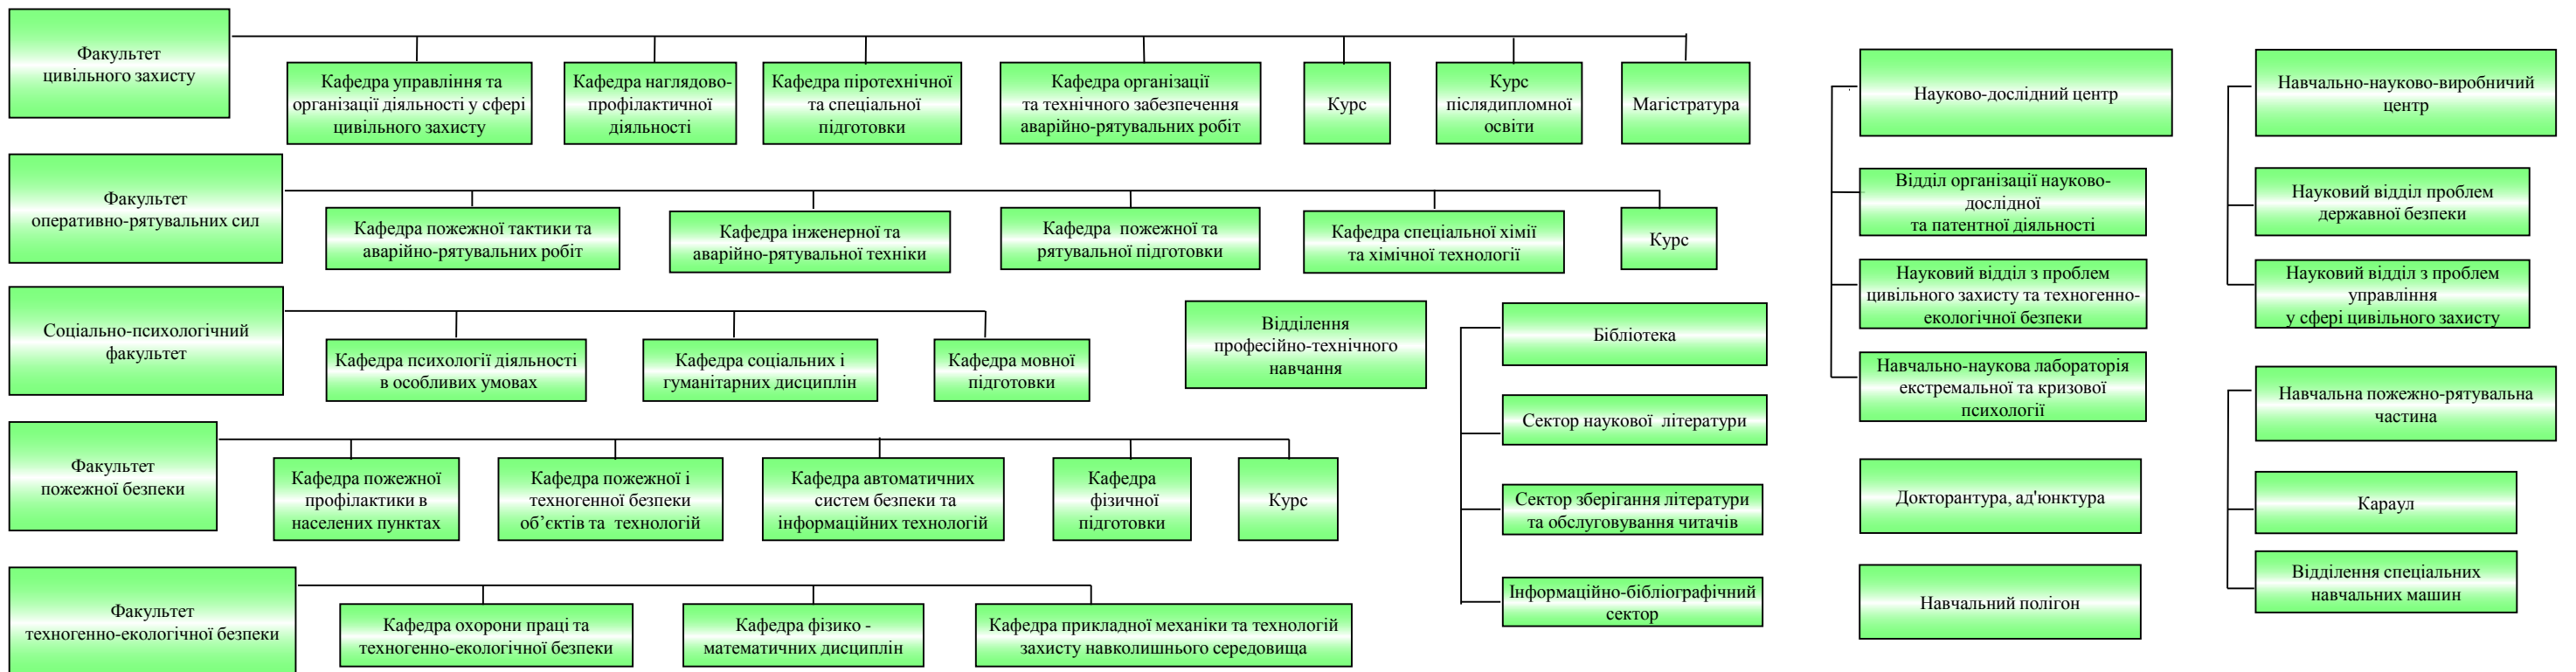 Факультет
цивільного захисту
Кафедра управління та
організації діяльності у сфері
цивільного захисту
Кафедра наглядово-
профілактичної
діяльності
Кафедра піротехнічної
та спеціальної
підготовки
Кафедра організації
та технічного забезпечення
аварійно-рятувальних робіт
Курс
Курс
післядипломної
освіти
Магістратура
Факультет
оперативно-рятувальних сил
Кафедра пожежної тактики та
аварійно-рятувальних робіт
Кафедра інженерної та
аварійно-рятувальної техніки
Кафедра пожежної та
рятувальної підготовки
Кафедра спеціальної хімії
та хімічної технології
Курс
Соціально-психологічний
факультет
Кафедра психології діяльності
в особливих умовах
Кафедра соціальних і
гуманітарних дисциплін
Кафедра мовної
підготовки
Факультет
пожежної безпеки
Кафедра пожежної
профілактики в
населених пунктах
Кафедра пожежної і
техногенної безпеки
об’єктів та технологій
Кафедра автоматичних
систем безпеки та
інформаційних технологій
Кафедра
фізичної
підготовки
Курс
Факультет
техногенно-екологічної безпеки
Кафедра охорони праці та
техногенно-екологічної безпеки
Кафедра фізико -
математичних дисциплін
Кафедра прикладної механіки та технологій
захисту навколишнього середовища
Відділення
професійно-технічного
навчання
Бібліотека
Сектор наукової літератури
Сектор зберігання літератури
та обслуговування читачів
Інформаційно-бібліографічний
сектор
Науково-дослідний центр
Відділ організації науково-
дослідної
та патентної діяльності
Науковий відділ з проблем
цивільного захисту та техногенно-
екологічної безпеки
Навчально-наукова лабораторія
екстремальної та кризової
психології
Докторантура, ад'юнктура
Навчальний полігон
Навчально-науково-виробничий
центр
Науковий відділ проблем
державної безпеки
Науковий відділ з проблем
управління
у сфері цивільного захисту
Навчальна пожежно-рятувальна
частина
Караул
Відділення спеціальних
навчальних машин